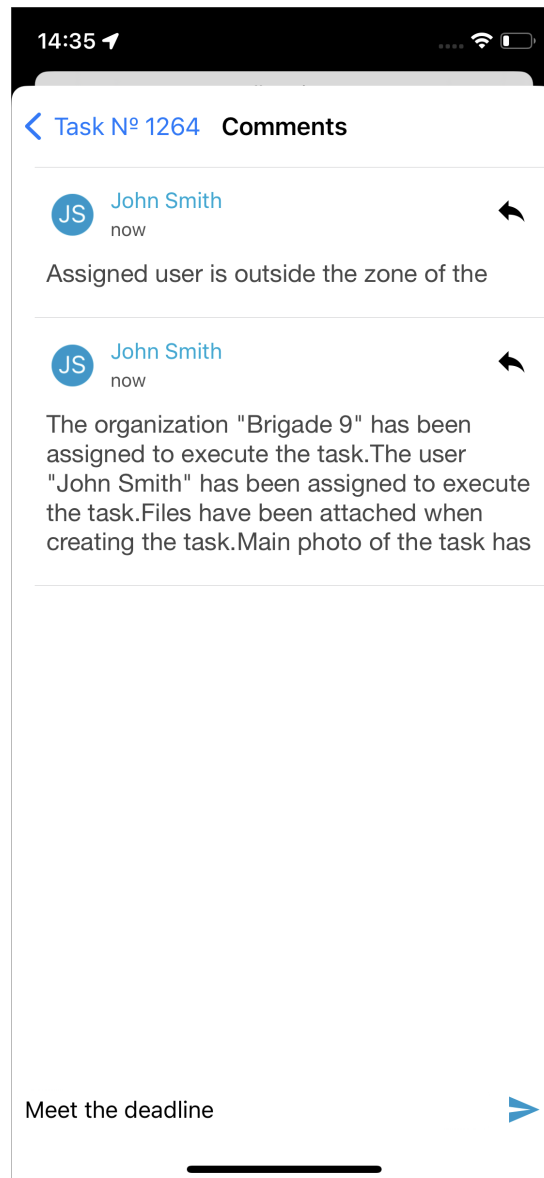 14:35
Task Nº 1264 Comments
JS
John Smith
now
Assigned user is outside the zone of the
JS
John Smith
now
The organization "Brigade 9" has been
assigned to execute the task.The user
"John Smith" has been assigned to execute
the task.Files have been attached when
creating the task.Main photo of the task has
Meet the deadline